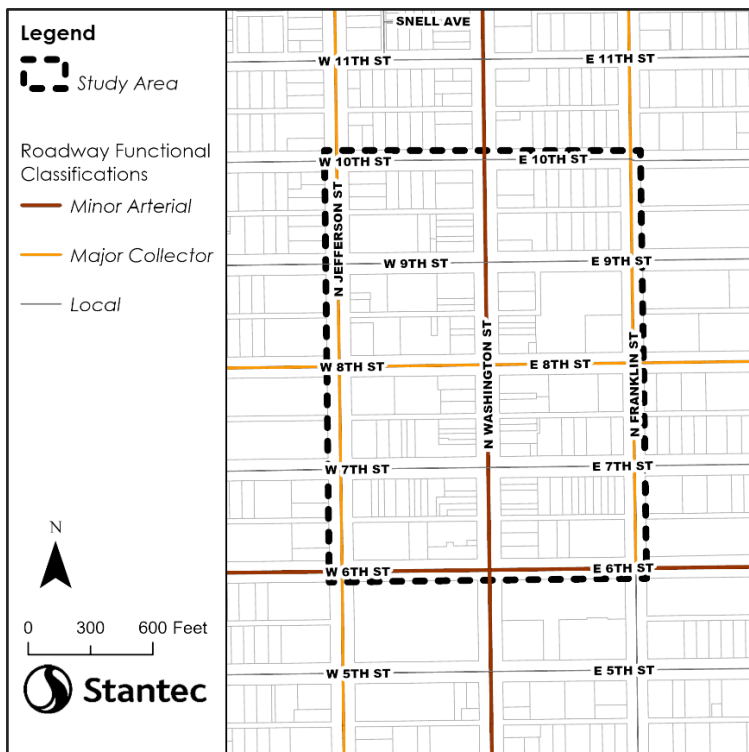 Legend
Study Area
Roadway Functional
Classifications
Minor Arterial
Major Collector
Local
N
0 300 600 Feet
Stantec
SNELL AVE
W 11TH ST
E 11TH ST
W 10TH ST
E 10TH ST
N JEFFERSON ST
W 9TH ST
E 9TH ST
N WASHINGTON ST
N FRANKLIN ST
W 8TH ST
E 8TH ST
W 7TH ST
E 7TH ST
W 6TH ST
E 6TH ST
W 5TH ST
E 5TH ST